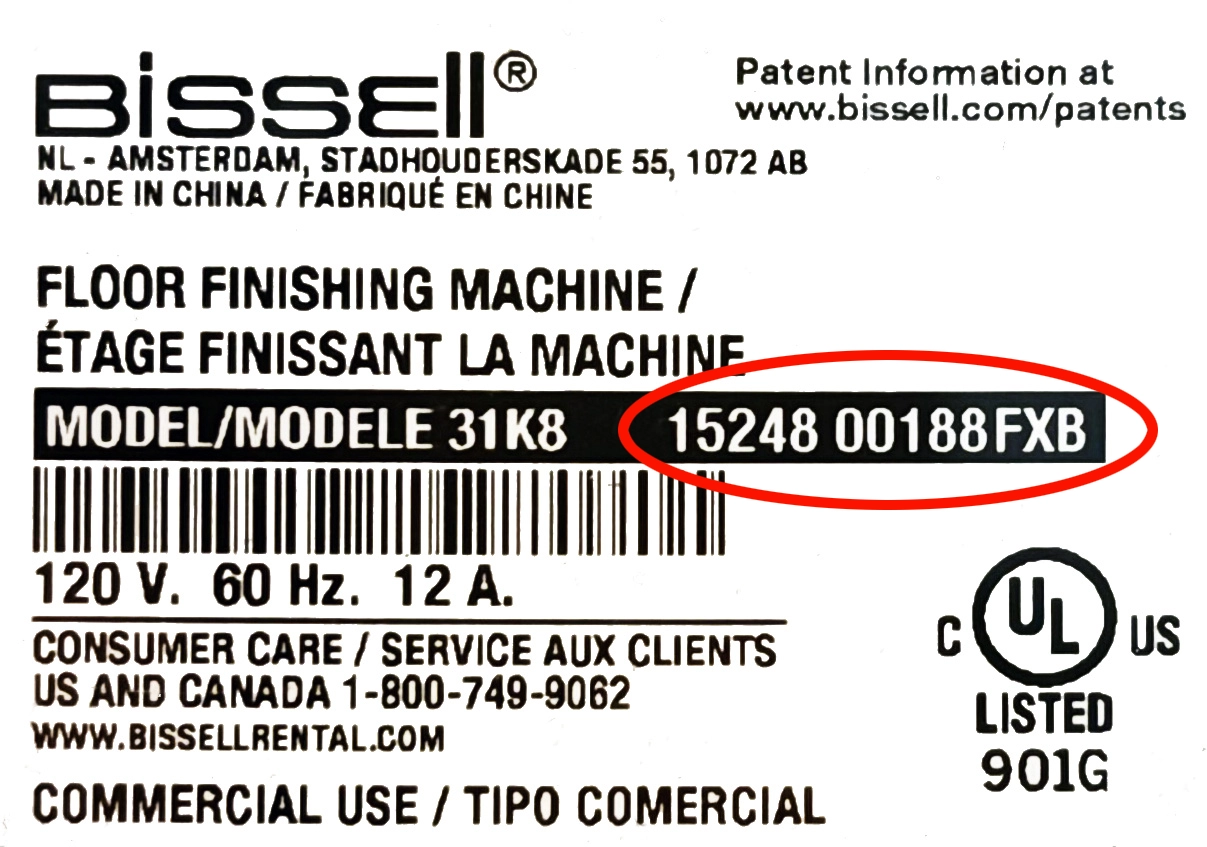 BISSELL®
Patent Information at
www.bissell.com/patents
NL - AMSTERDAM, STADHOUDERSKADE 55, 1072 AB
MADE IN CHINA / FABRIQUÉ EN CHINE
FLOOR FINISHING MACHINE /
ÉTAGE FINISSANT LA MACHINE
MODEL/MODELE 31K8 15248 00188FXB
120 V. 60 Hz. 12 A.
CONSUMER CARE / SERVICE AUX CLIENTS
US AND CANADA 1-800-749-9062
WWW.BISSELLRENTAL.COM
C UL US
LISTED
901G
COMMERCIAL USE / TIPO COMERCIAL